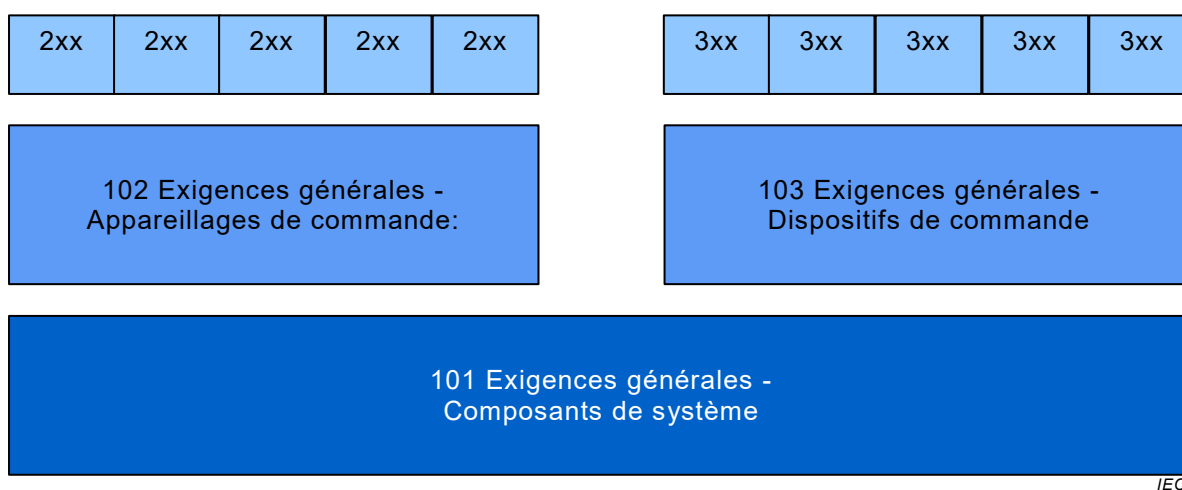 2xx 2xx 2xx 2xx 2xx 3xx 3xx 3xx 3xx 3xx
102 Exigences générales -
Appareillages de commande:
103 Exigences générales -
Dispositifs de commande
101 Exigences générales -
Composants de système
IEC